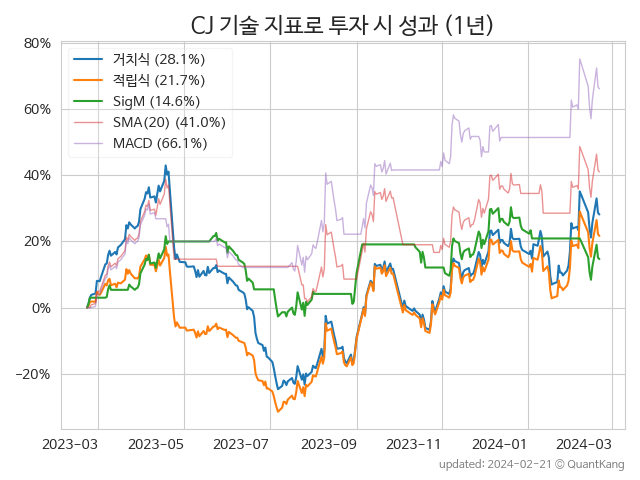 CJ 기술 지표로 투자 시 성과 (1년)
80%
60%
40%
20%
0%
−20%
거치식 (28.1%)
적립식 (21.7%)
SigM (14.6%)
SMA(20) (41.0%)
MACD (66.1%)
2023-03 2023-05 2023-07 2023-09 2023-11 2024-01 2024-03
updated: 2024-02-21 © QuantKang